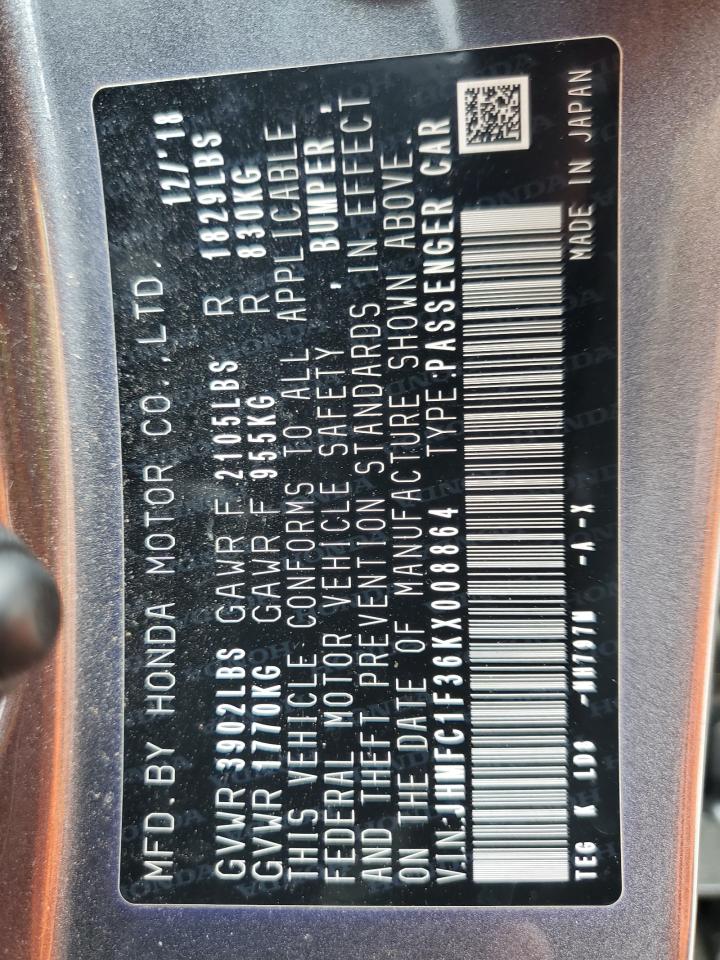 MFD.BY HONDA MOTOR CO.,LTD. 12/'18
GVWR 3902LBS GAWR F 2105LBS R 1829LBS
GVWR 1770KG GAWR F 955KG R 830KG
THIS VEHICLE CONFORMS TO ALL APPLICABLE
FEDERAL MOTOR VEHICLE SAFETY , BUMPER ,
AND THEFT PREVENTION STANDARDS IN EFFECT
ON THE DATE OF MANUFACTURE SHOWN ABOVE.
V.I.N.:JHMFC1F36KX008864 TYPE:PASSENGER CAR
TEG K LDS -NH797M -A -X MADE IN JAPAN